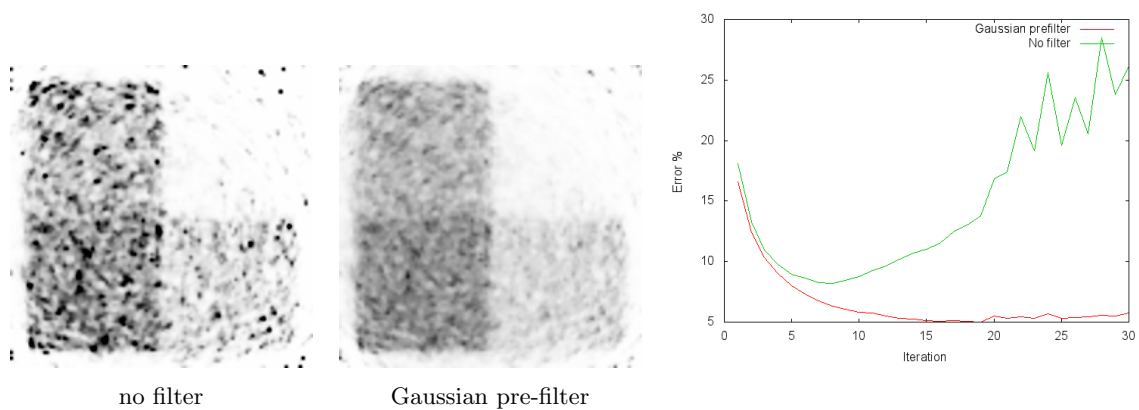 no filter
Gaussian pre-filter
Gaussian prefilter
No filter
Error %
30
25
20
15
10
5
0 5 10 15 20 25 30
Iteration